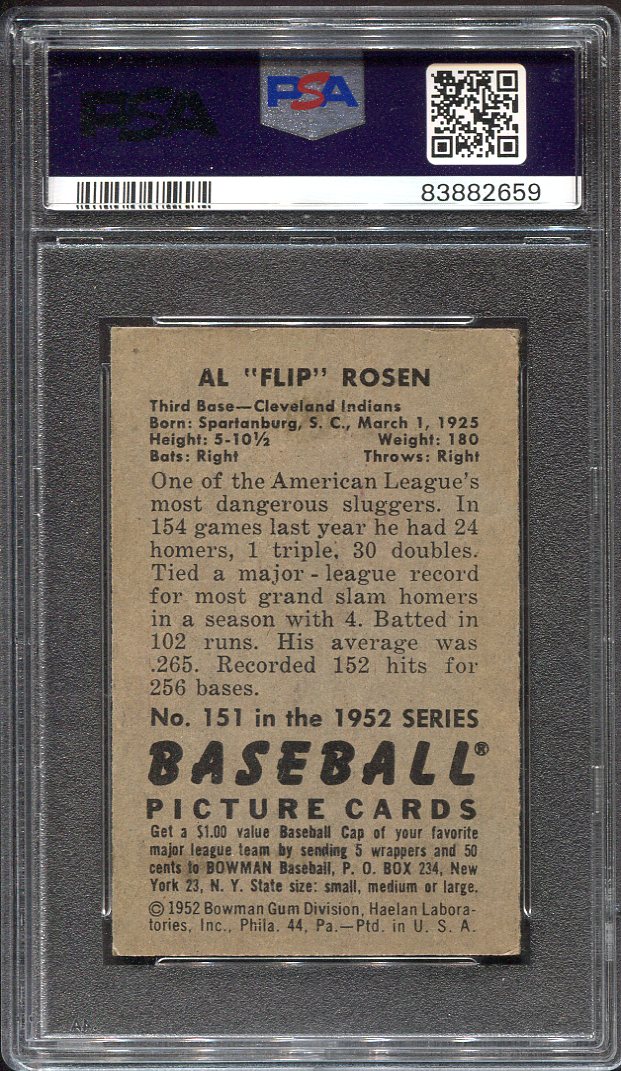 PSA
PSA
83882659
AL "FLIP" ROSEN
Third Base—Cleveland Indians
Born: Spartanburg, S. C., March 1, 1925
Height: 5-10½ Weight: 180
Bats: Right Throws: Right
One of the American League's
most dangerous sluggers. In
154 games last year he had 24
homers, 1 triple, 30 doubles.
Tied a major-league record
for most grand slam homers
in a season with 4. Batted in
102 runs. His average was
.265. Recorded 152 hits for
256 bases.
No. 151 in the 1952 SERIES
BASEBALL®
PICTURE CARDS
Get a $1.00 value Baseball Cap of your favorite
major league team by sending 5 wrappers and 50
cents to BOWMAN Baseball, P. O. BOX 234, New
York 23, N. Y. State size: small, medium or large.
© 1952 Bowman Gum Division, Haelan Labora-
tories, Inc., Phila. 44, Pa.—Ptd. in U. S. A.